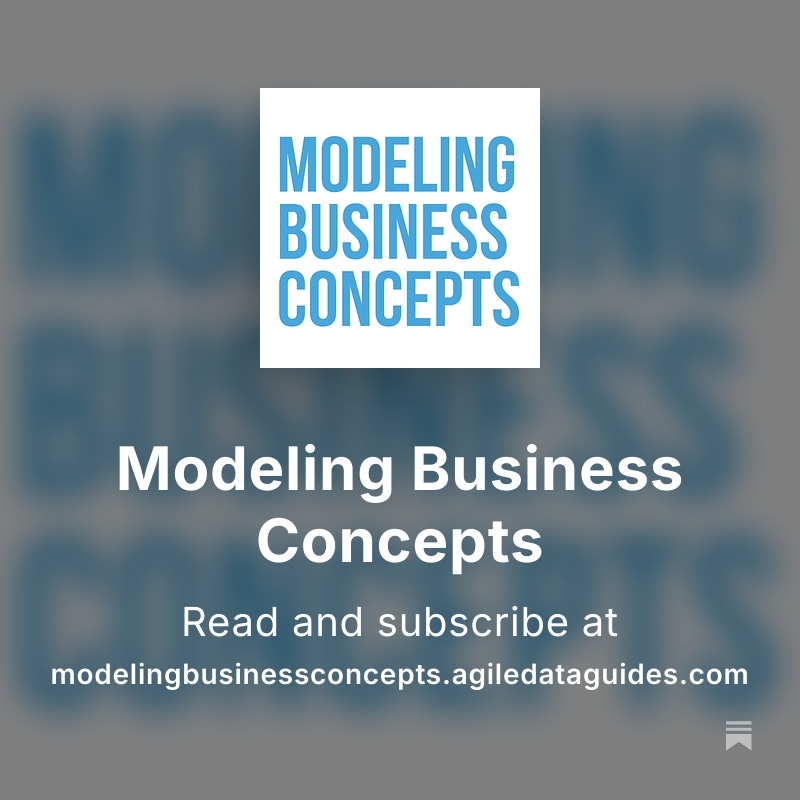 MODELING
BUSINESS
CONCEPTS
Modeling Business
Concepts
Read and subscribe at
modelingbusinessconcepts.agiledataguides.com